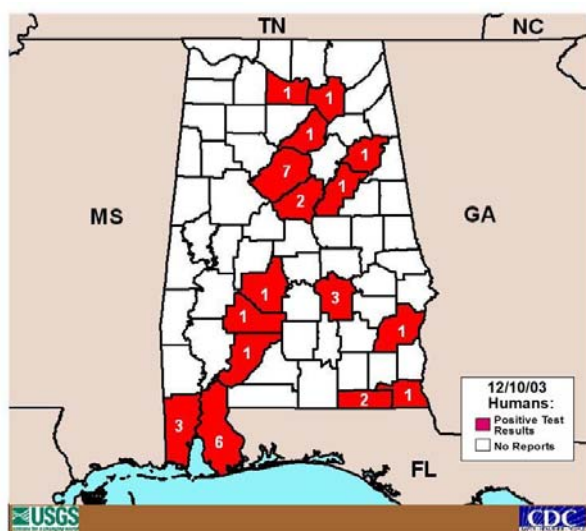 TN
NC
1
1
1
1
7
1
2
MS
GA
1
3
1
1
1
2
1
3
6
FL
12/10/03
Humans:
Positive Test
Results
No Reports
USGS
CDC